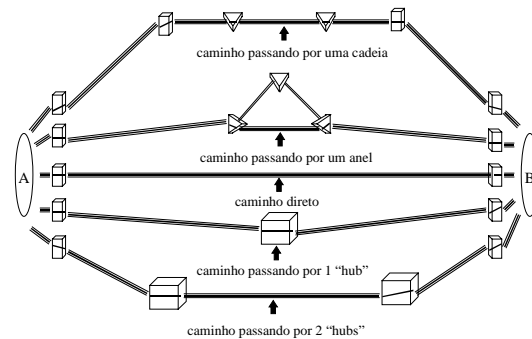 caminho passando por uma cadeia
caminho passando por um anel
A
B
caminho direto
caminho passando por 1 “hub”
caminho passando por 2 “hubs”